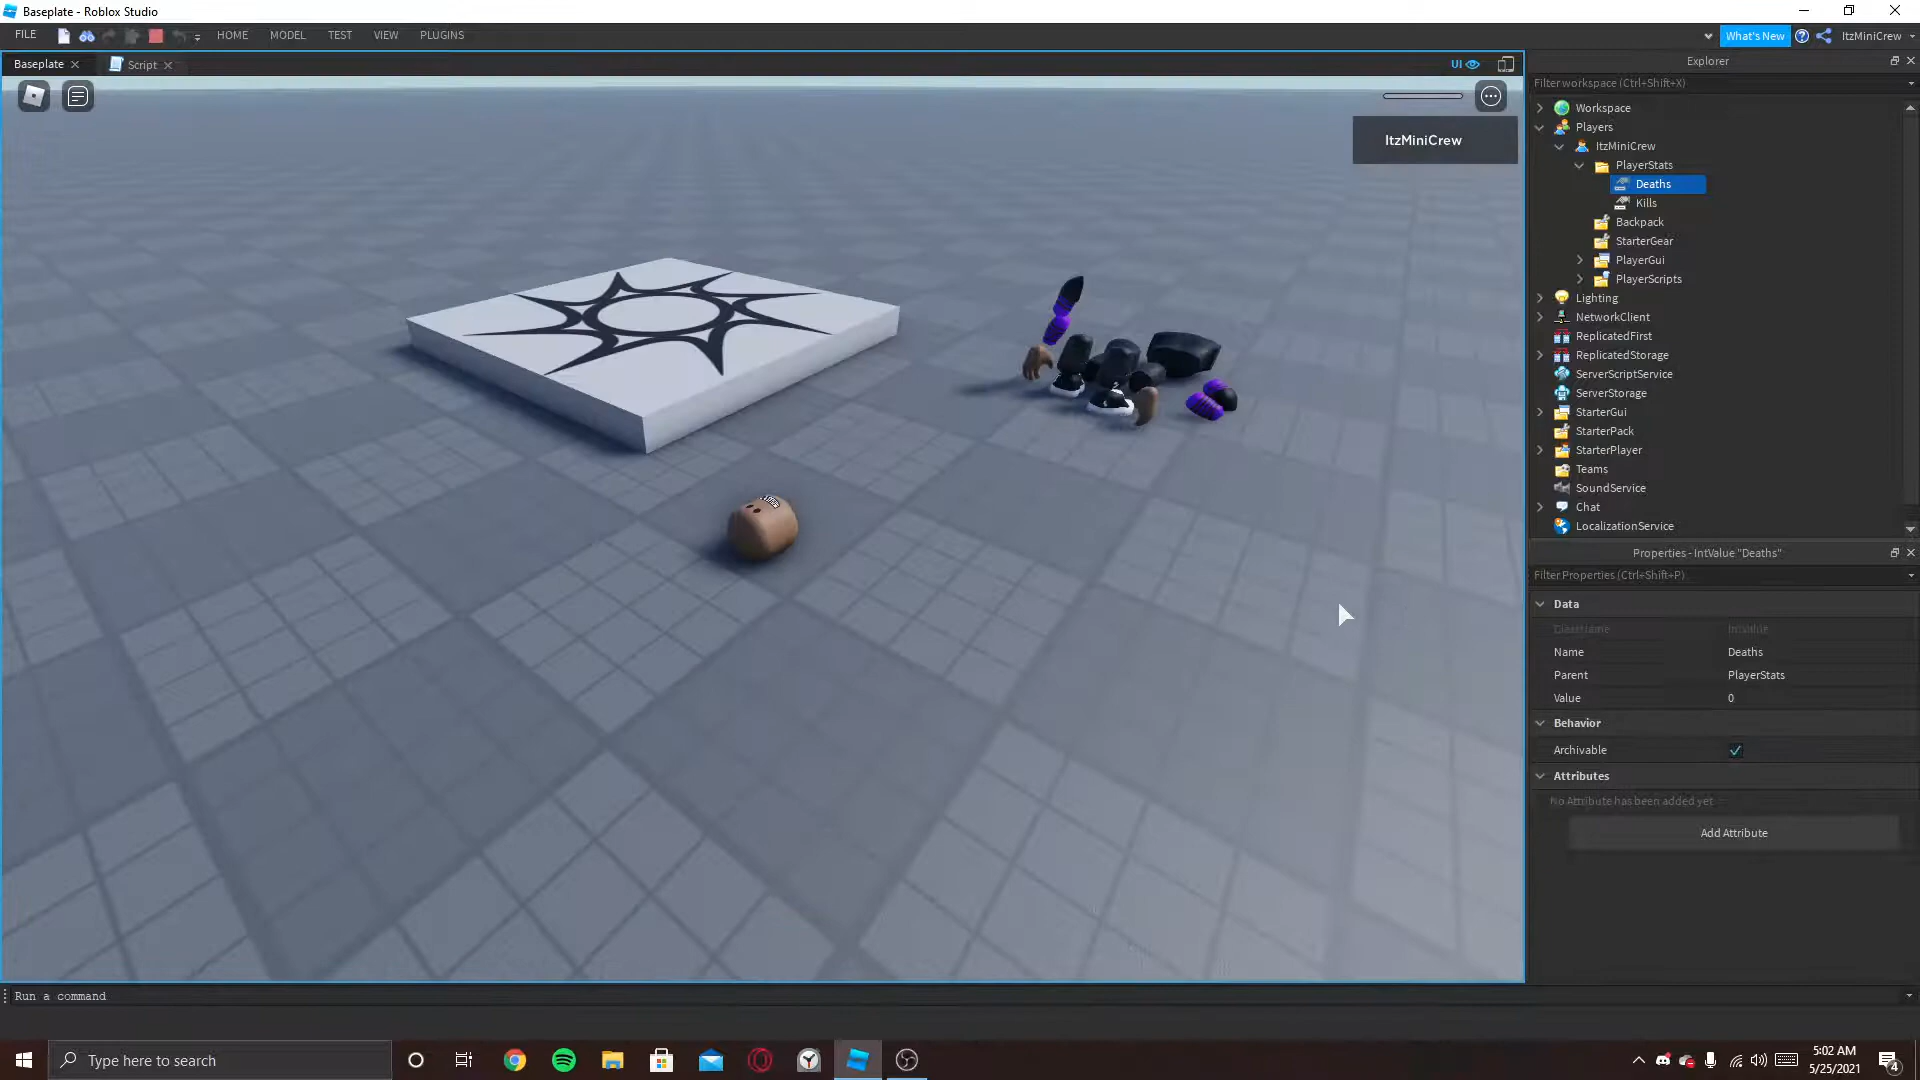 Baseplate - Roblox Studio
FILE
HOME
MODEL
TEST
VIEW
PLUGINS
What's New
ItzMiniCrew
Baseplate
Script
UI
ItzMiniCrew
Explorer
Filter workspace (Ctrl+Shift+X)
Workspace
Players
ItzMiniCrew
PlayerStats
Deaths
Kills
Backpack
StarterGear
PlayerGui
PlayerScripts
Lighting
NetworkClient
ReplicatedFirst
ReplicatedStorage
ServerScriptService
ServerStorage
StarterGui
StarterPack
StarterPlayer
Teams
SoundService
Chat
LocalizationService
Properties - IntValue "Deaths"
Filter Properties (Ctrl+Shift+P)
Data
ClassName IntValue
Name Deaths
Parent PlayerStats
Value 0
Behavior
Archivable
Attributes
No Attribute has been added yet
Add Attribute
Run a command
Type here to search
5:02 AM
5/25/2021
4